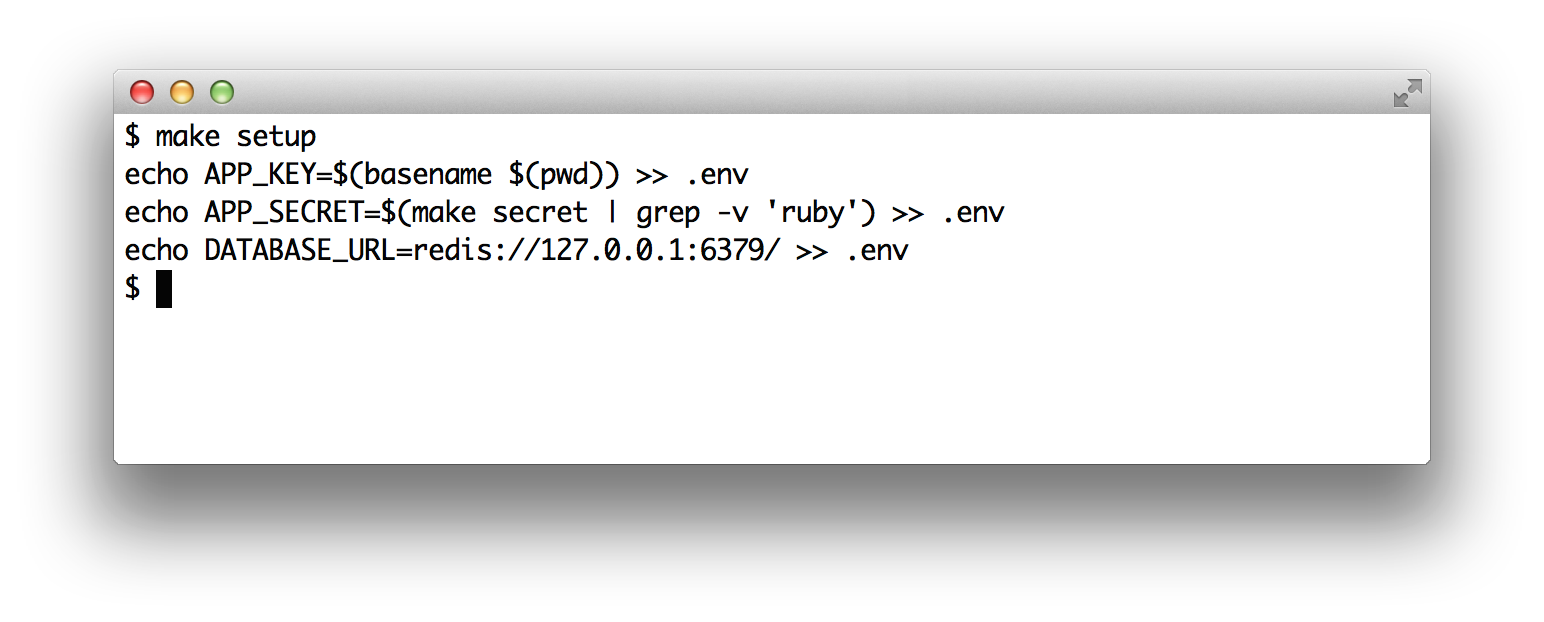 $ make setup
echo APP_KEY=$(basename $(pwd)) >> .env
echo APP_SECRET=$(make secret | grep -v 'ruby') >> .env
echo DATABASE_URL=redis://127.0.0.1:6379/ >> .env
$